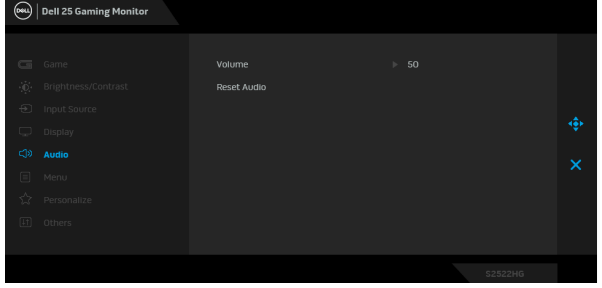 DELL Dell 25 Gaming Monitor
Game
Volume 50
Brightness/Contrast
Reset Audio
Input Source
Display
Audio
Menu
Personalize
Others
S2522HG